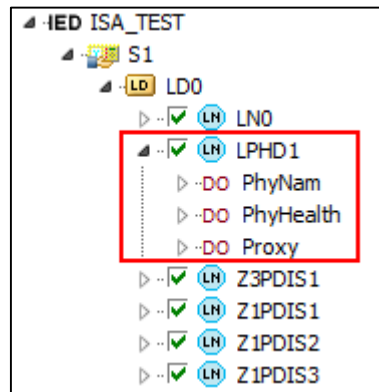 IED ISA_TEST
S1
LD LD0
LN LN0
LN LPHD1
DO PhyNam
DO PhyHealth
DO Proxy
LN Z3PDIS1
LN Z1PDIS1
LN Z1PDIS2
LN Z1PDIS3